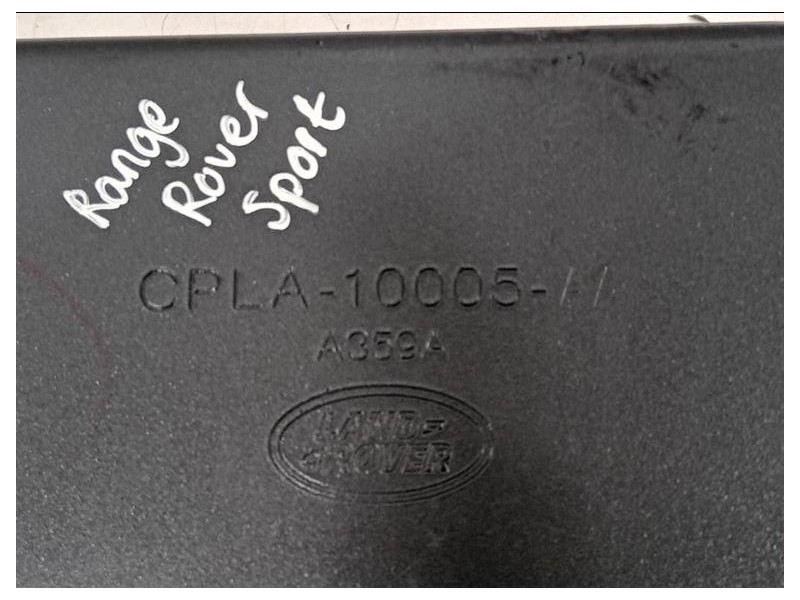 Range
Rover
Sport
CPLA-10005-
A359A
LAND
ROVER